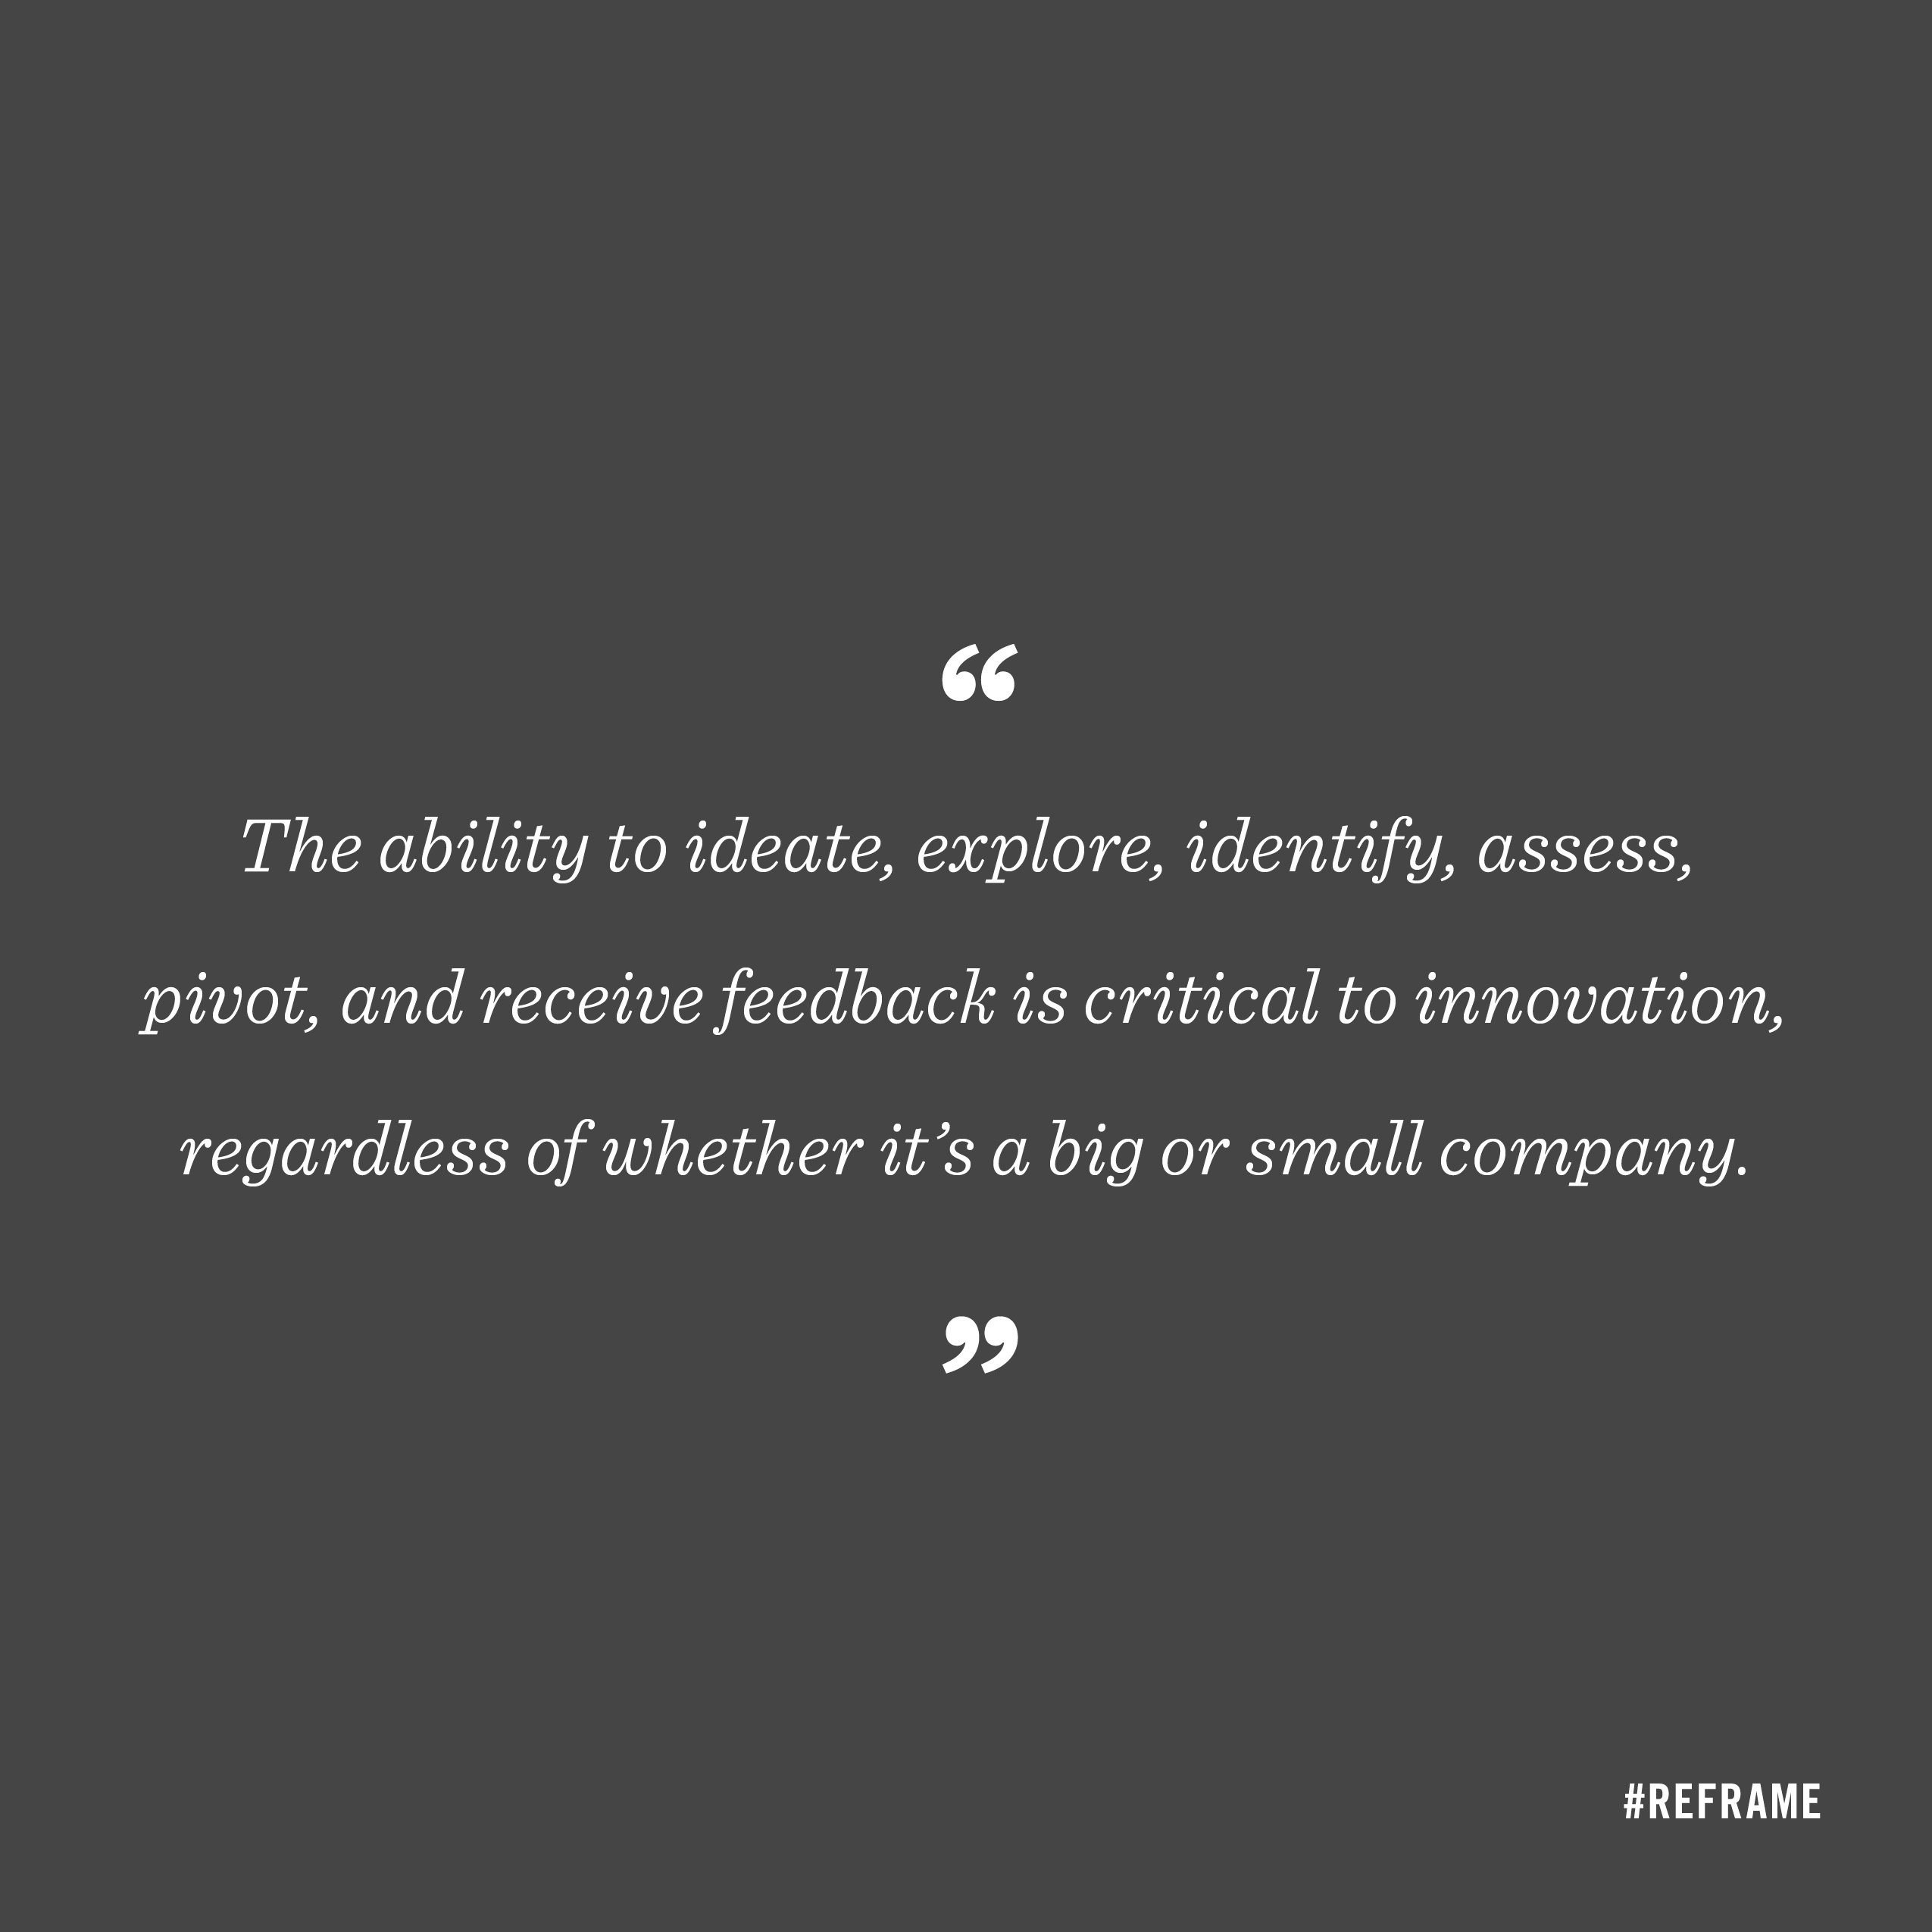 “
The ability to ideate, explore, identify, assess,
pivot, and receive feedback is critical to innovation,
regardless of whether it’s a big or small company.
”
#REFRAME